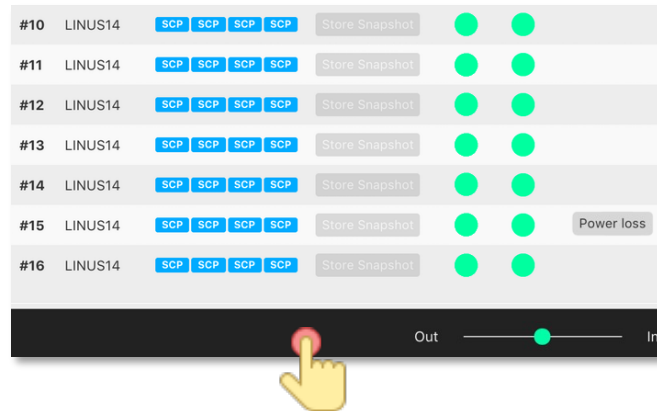 #10 LINUS14 SCP SCP SCP SCP Store Snapshot
#11 LINUS14 SCP SCP SCP SCP Store Snapshot
#12 LINUS14 SCP SCP SCP SCP Store Snapshot
#13 LINUS14 SCP SCP SCP SCP Store Snapshot
#14 LINUS14 SCP SCP SCP SCP Store Snapshot
#15 LINUS14 SCP SCP SCP SCP Store Snapshot Power loss
#16 LINUS14 SCP SCP SCP SCP Store Snapshot
Out In